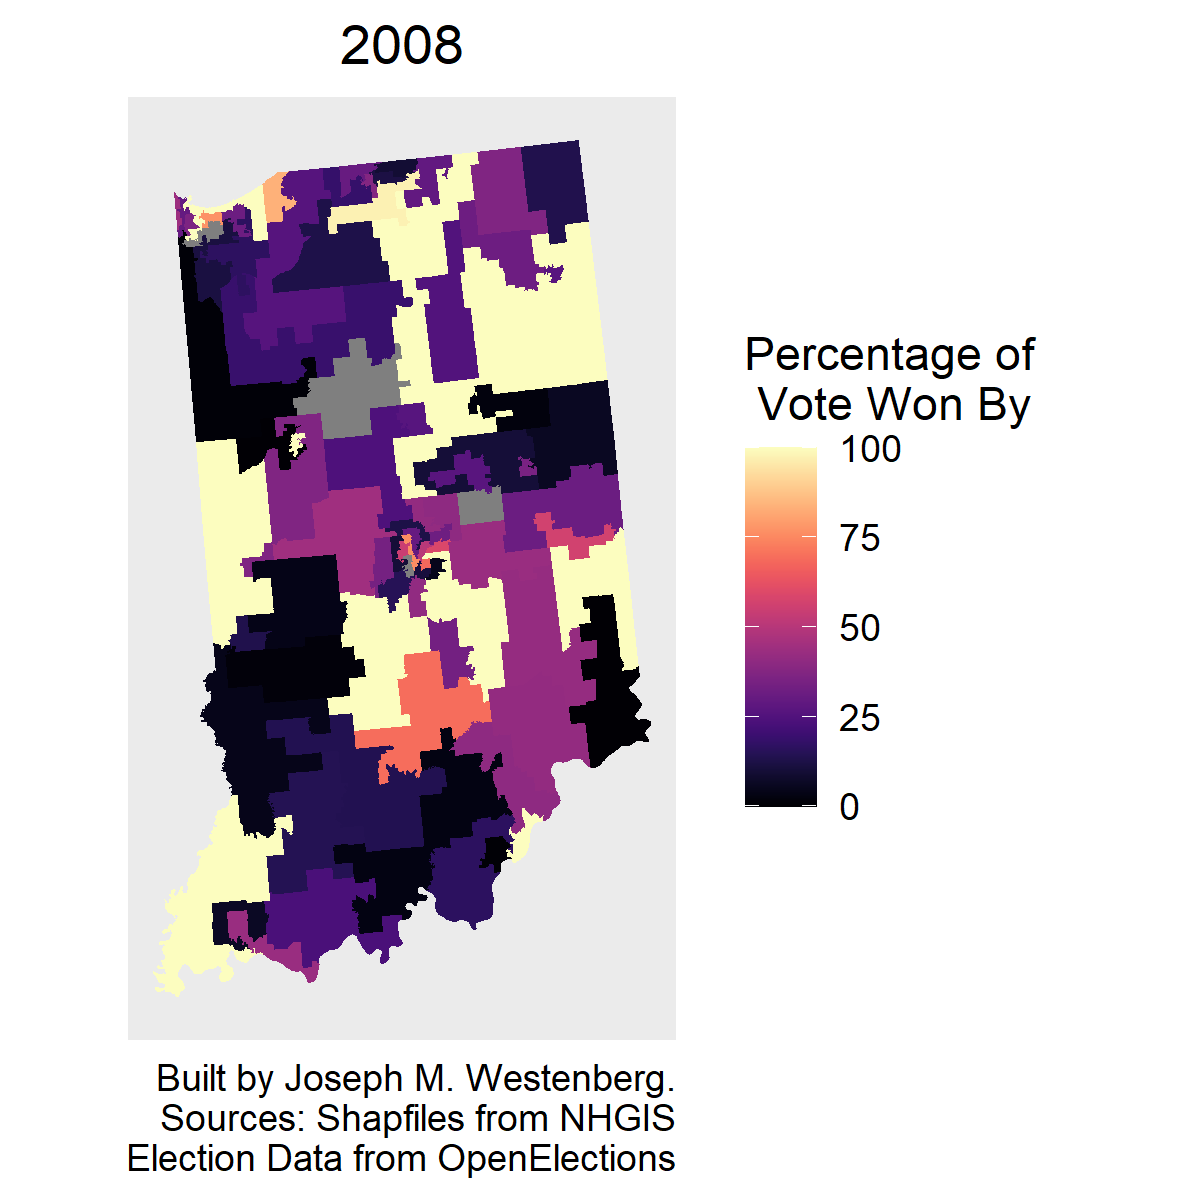 2008
Percentage of
Vote Won By
100
75
50
25
0
Built by Joseph M. Westenberg.
Sources: Shapfiles from NHGIS
Election Data from OpenElections